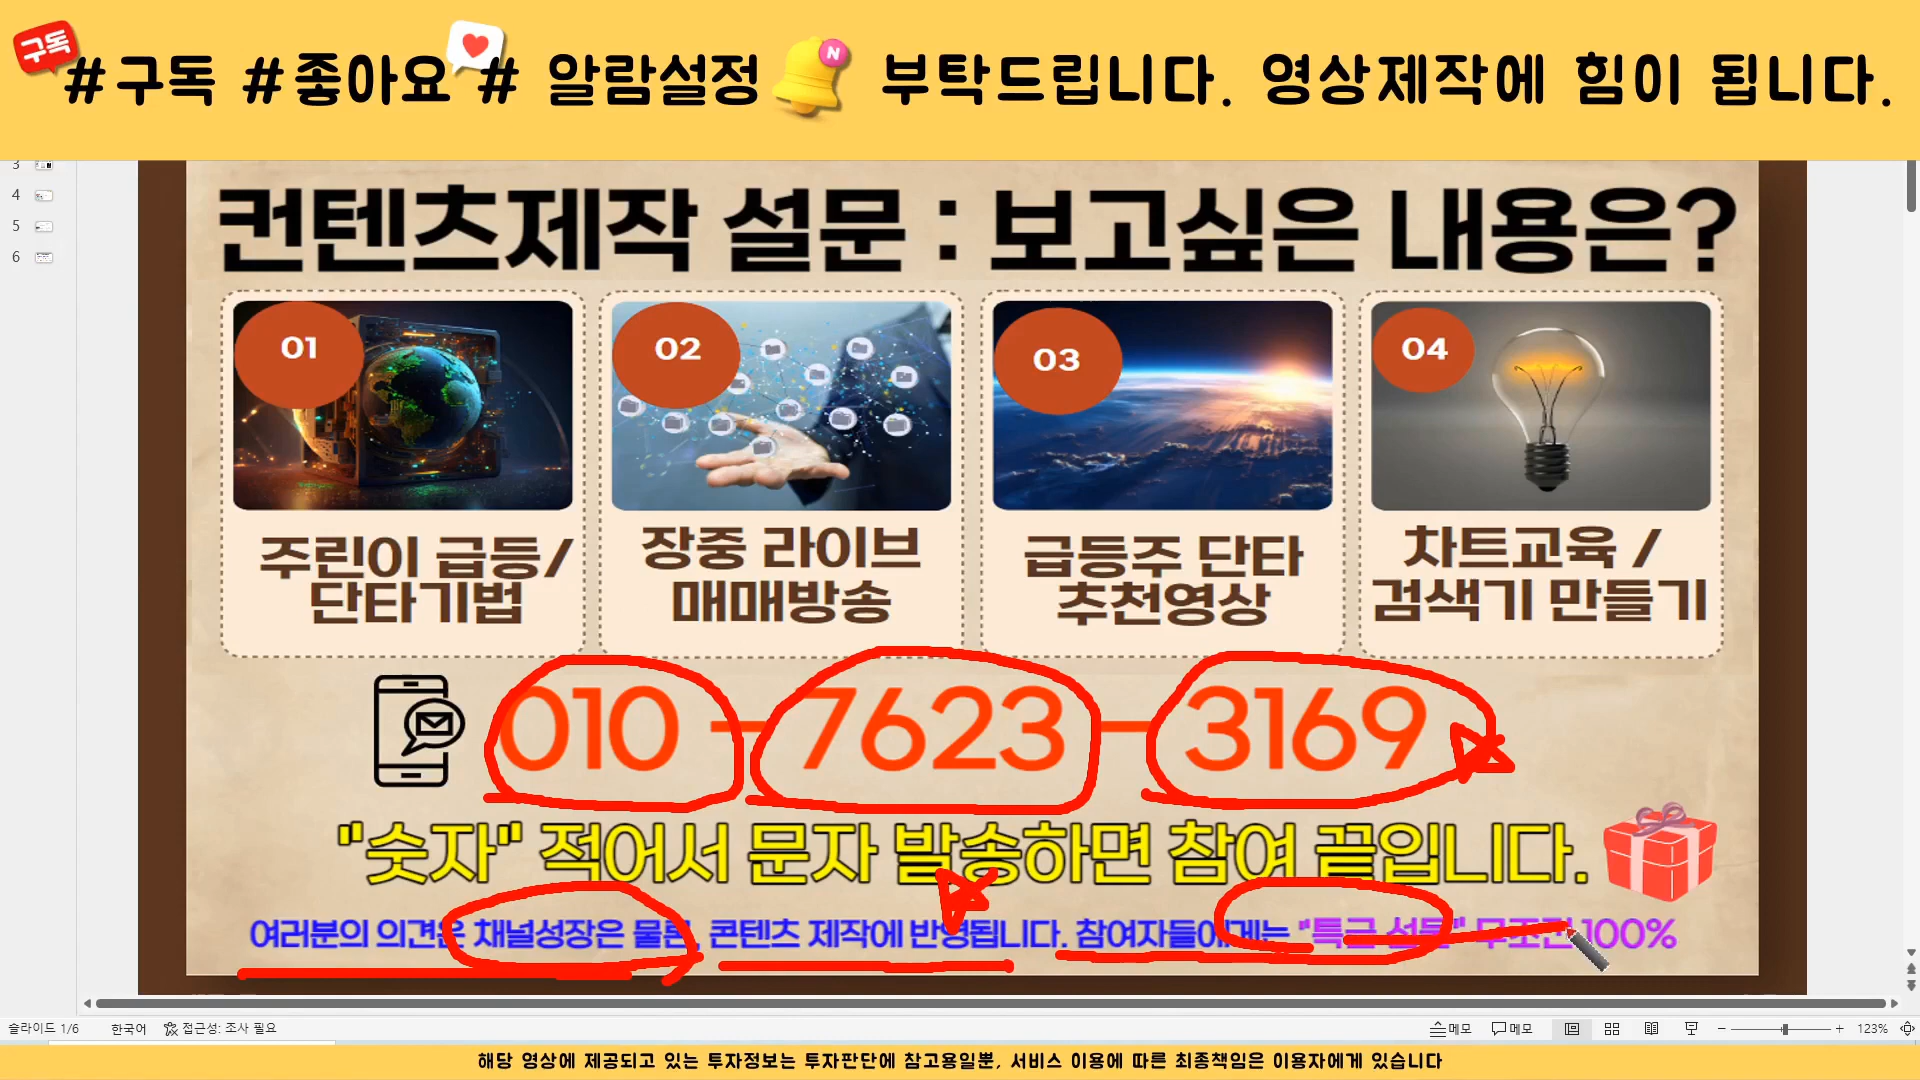 구독
#구독 #좋아요 # 알람설정 N 부탁드립니다. 영상제작에 힘이 됩니다.
3
4
5
6
컨텐츠제작 설문 : 보고싶은 내용은?
01
02
03
04
주린이 급등/
단타기법
장중 라이브
매매방송
급등주 단타
추천영상
차트교육 /
검색기 만들기
010 - 7623 - 3169
"숫자" 적어서 문자 발송하면 참여 끝입니다.
여러분의 의견은 채널성장은 물론, 콘텐츠 제작에 반영됩니다. 참여자들에게는 "특급 선물" 무조건 100%
슬라이드 1/6 한국어 접근성: 조사 필요 메모 메모 123%
해당 영상에 제공되고 있는 투자정보는 투자판단에 참고용일뿐, 서비스 이용에 따른 최종책임은 이용자에게 있습니다